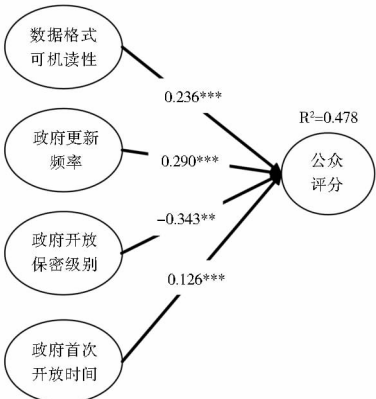 数据格式
可机读性
0.236***
R²=0.478
政府更新
频率
0.290***
公众
评分
政府开放
保密级别
-0.343**
0.126***
政府首次
开放时间